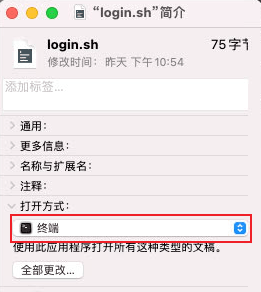 “login.sh”简介
login.sh
75 字节
修改时间：昨天 下午10:54
添加标签...
通用：
更多信息：
名称与扩展名：
注释：
打开方式：
终端
使用此应用程序打开所有这种类型的文稿。
全部更改...